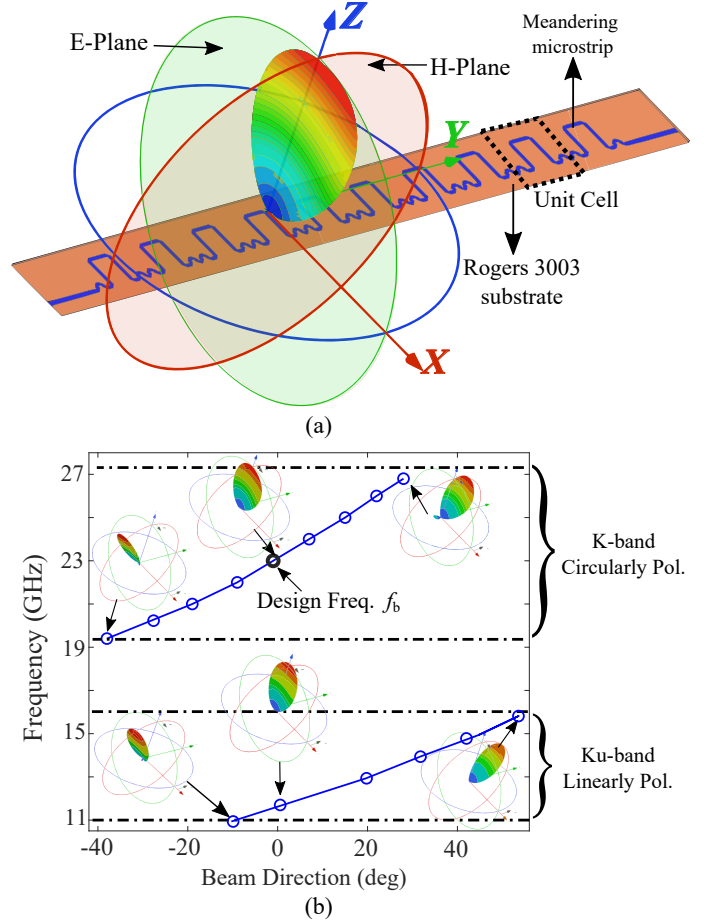 Z
E-Plane
Meandering
microstrip
H-Plane
Y
Unit Cell
Rogers 3003
substrate
X
(a)
27
K-band
Circularly Pol.
23
Design Freq. fb
19
Frequency (GHz)
15
Ku-band
Linearly Pol.
11
-40
-20
0
20
40
Beam Direction (deg)
(b)